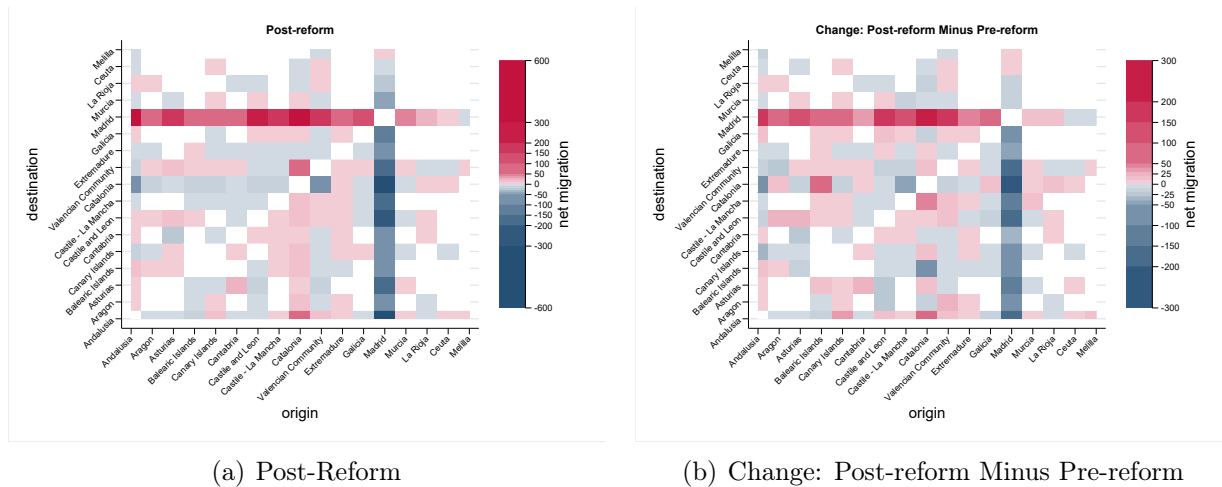 Post-reform
destination
Melilla
Ceuta
La Rioja
Murcia
Madrid
Galicia
Extremadure
Valencian Community
Catalonia
Castile - La Mancha
Castile and Leon
Cantabria
Canary Islands
Balearic Islands
Asturias
Aragon
Andalusia
Andalusia
Aragon
Asturias
Balearic Islands
Canary Islands
Cantabria
Castile and Leon
Castile - La Mancha
Catalonia
Valencian Community
Extremadure
Galicia
Madrid
Murcia
La Rioja
Ceuta
Melilla
origin
600
300
200
150
100
50
25
0
-25
-50
-100
-150
-200
-300
-600
net migration
(a) Post-Reform
Change: Post-reform Minus Pre-reform
destination
Melilla
Ceuta
La Rioja
Murcia
Madrid
Galicia
Extremadure
Valencian Community
Catalonia
Castile - La Mancha
Castile and Leon
Cantabria
Canary Islands
Balearic Islands
Asturias
Aragon
Andalusia
Andalusia
Aragon
Asturias
Balearic Islands
Canary Islands
Cantabria
Castile and Leon
Castile - La Mancha
Catalonia
Valencian Community
Extremadure
Galicia
Madrid
Murcia
La Rioja
Ceuta
Melilla
origin
300
200
150
100
50
25
0
-25
-50
-100
-150
-200
-300
net migration
(b) Change: Post-reform Minus Pre-reform